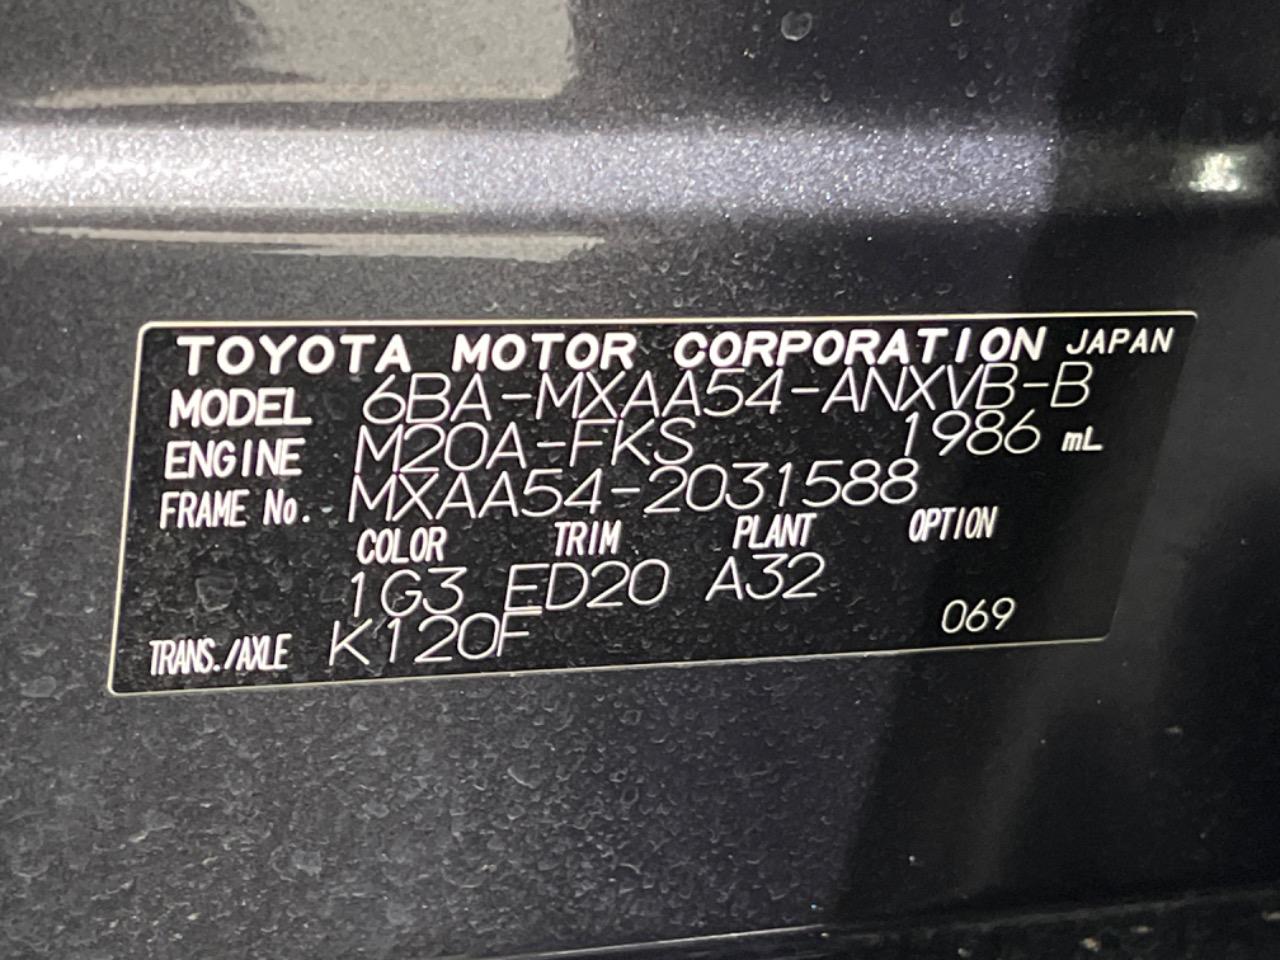 TOYOTA MOTOR CORPORATION JAPAN
MODEL 6BA-MXAA54-ANXVB-B
ENGINE M20A-FKS 1986 mL
FRAME No. MXAA54-2031588
COLOR TRIM PLANT OPTION
1G3 ED20 A32
TRANS./AXLE K120F 069